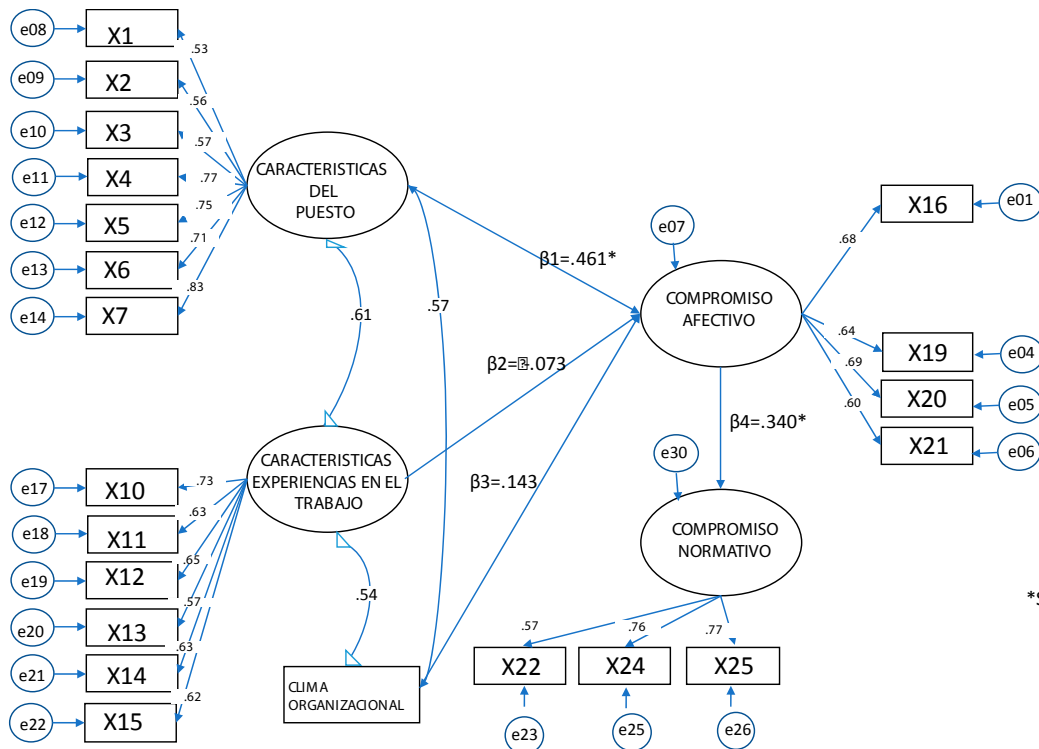 e08
X1
.53
e09
X2
.56
e10
X3
.57
e11
X4
.77
e12
X5
.75
e13
X6
.71
e14
X7
.83
CARACTERISTICAS
DEL
PUESTO
.61
.57
β1=.461*
β2=.073
β3=.143
e07
COMPROMISO
AFECTIVO
.68
X16
e01
.64
X19
e04
.69
X20
e05
.60
X21
e06
β4=.340*
e30
COMPROMISO
NORMATIVO
.57
.76
.77
X22
X24
X25
e23
e25
e26
e17
X10
.73
e18
X11
.63
e19
X12
.65
e20
X13
.57
e21
X14
.63
e22
X15
.62
CARACTERISTICAS
EXPERIENCIAS EN EL
TRABAJO
.54
CLIMA
ORGANIZACIONAL